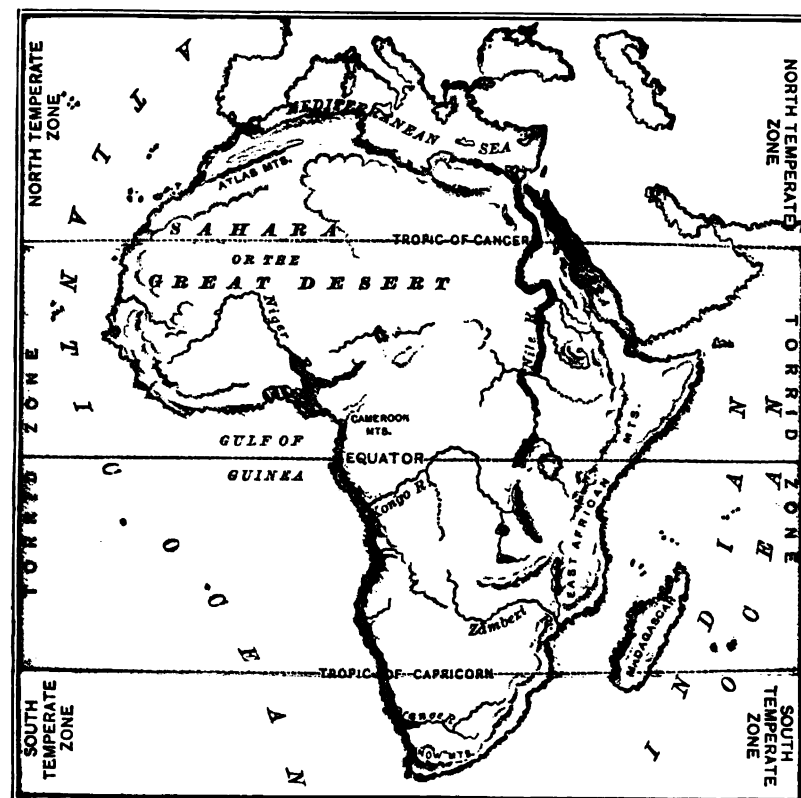 NORTH TEMPERATE
ZONE
NORTH TEMPERATE
ZONE
ATLANTIC
OCEAN
MEDITERRANEAN SEA
ATLAS MTS.
SAHARA
OR THE
GREAT DESERT
TROPIC OF CANCER
Niger
Nile R.
CAMEROON
MTS.
GULF OF
GUINEA
EQUATOR
Kongo R.
EAST AFRICAN MTS.
TORRID ZONE
TORRID ZONE
INDIAN
OCEAN
MADAGASCAR
Zambezi R.
TROPIC OF CAPRICORN
SOUTH
TEMPERATE
ZONE
SOUTH
TEMPERATE
ZONE